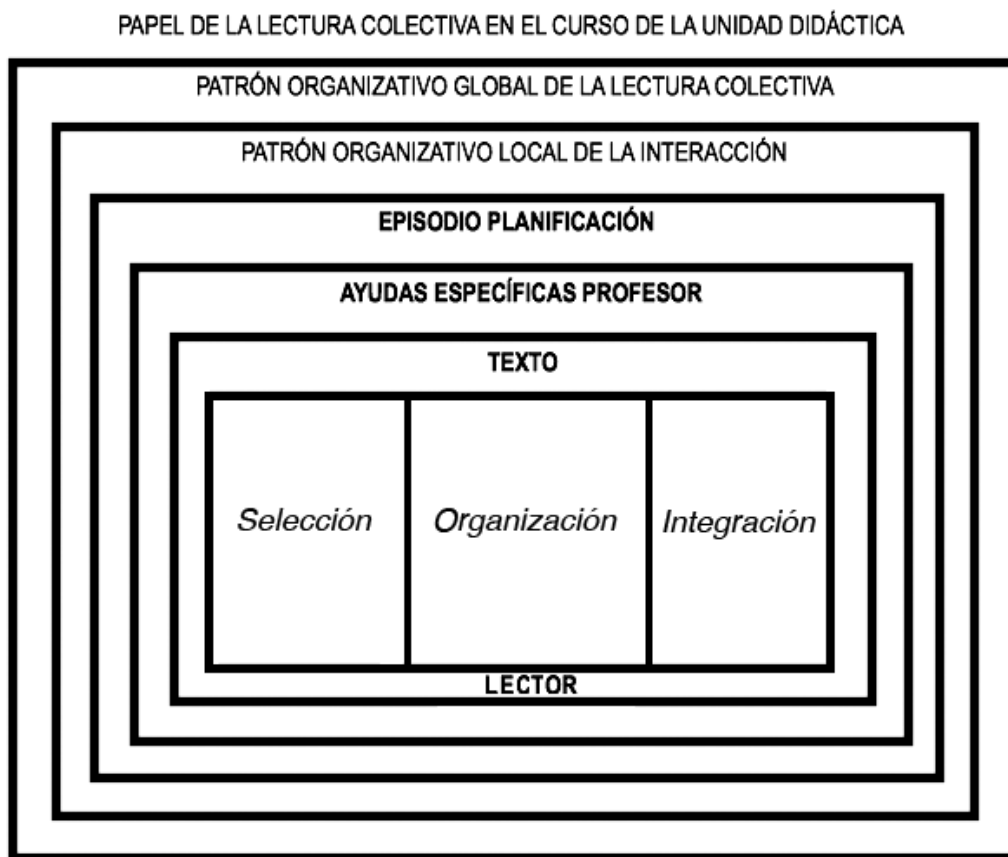 PAPEL DE LA LECTURA COLECTIVA EN EL CURSO DE LA UNIDAD DIDÁCTICA
PATRÓN ORGANIZATIVO GLOBAL DE LA LECTURA COLECTIVA
PATRÓN ORGANIZATIVO LOCAL DE LA INTERACCIÓN
EPISODIO PLANIFICACIÓN
AYUDAS ESPECÍFICAS PROFESOR
TEXTO
Selección
Organización
Integración
LECTOR